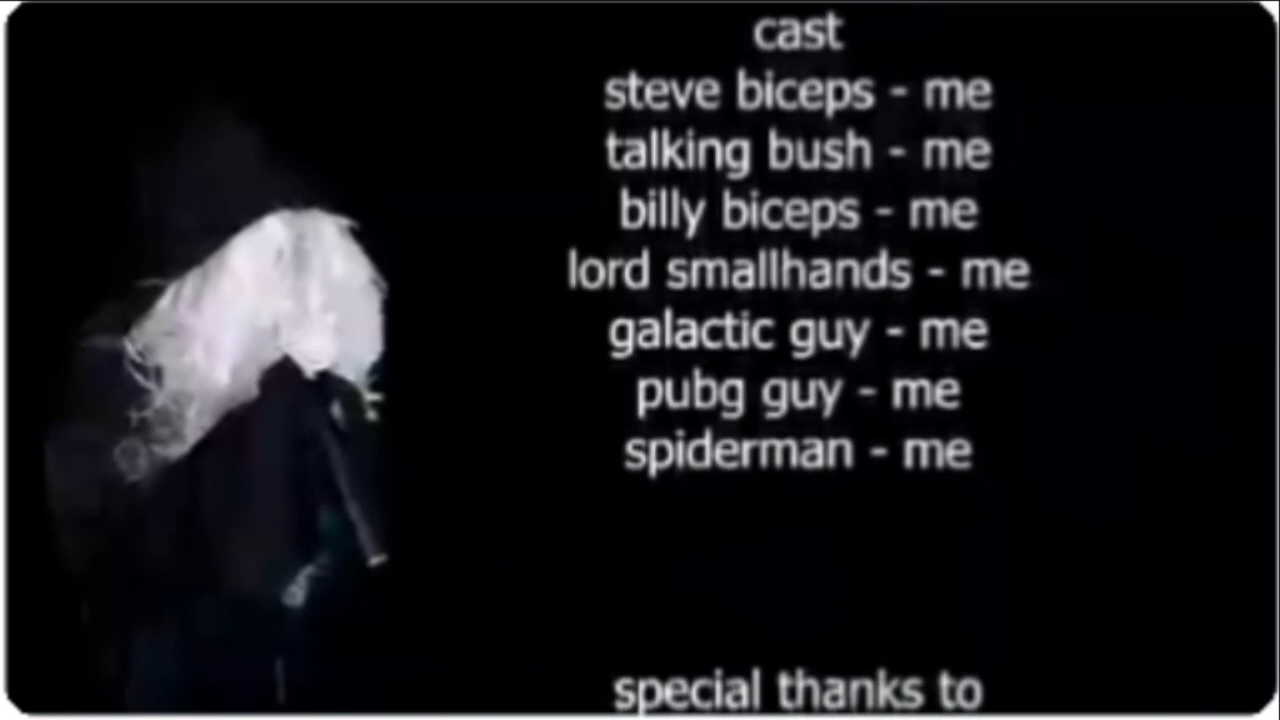 cast
steve biceps - me
talking bush - me
billy biceps - me
lord smallhands - me
galactic guy - me
pubg guy - me
spiderman - me
special thanks to